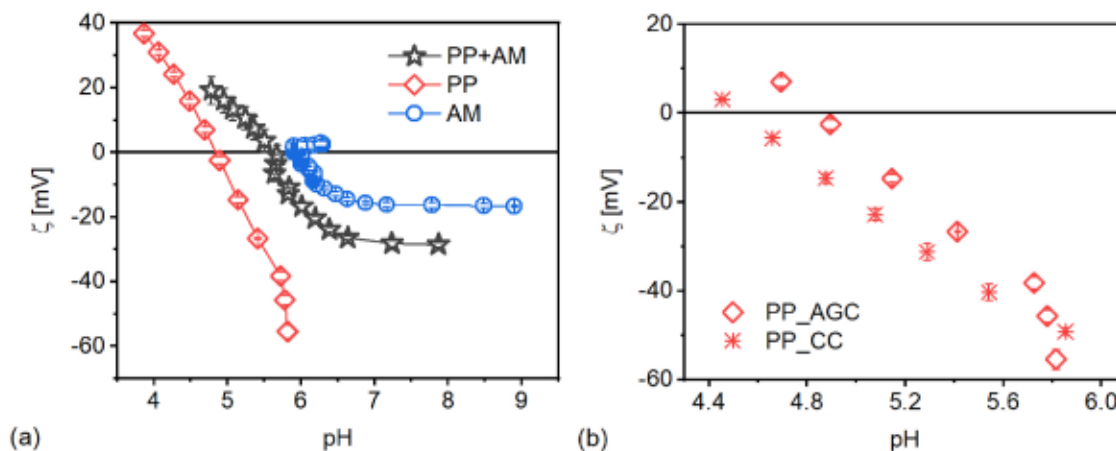 40
20
0
-20
-40
-60
ζ [mV]
PP+AM
PP
AM
4 5 6 7 8 9
(a) pH
20
0
-20
-40
-60
ζ [mV]
PP_AGC
PP_CC
4.4 4.8 5.2 5.6 6.0
(b) pH